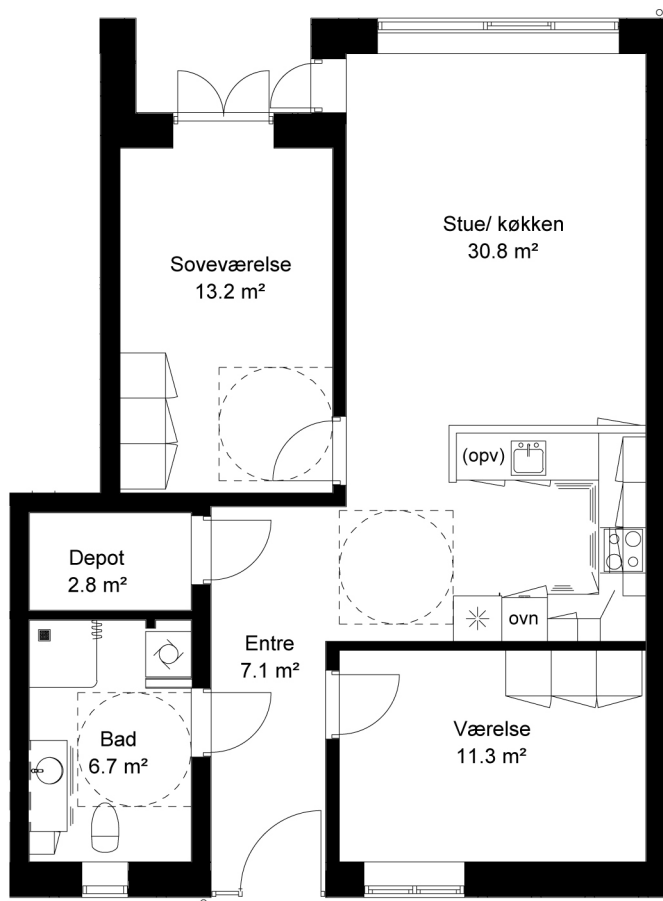 Stue/ køkken
30.8 m²
Soveværelse
13.2 m²
(opv)
Depot
2.8 m²
ovn
Entre
7.1 m²
Bad
6.7 m²
Værelse
11.3 m²